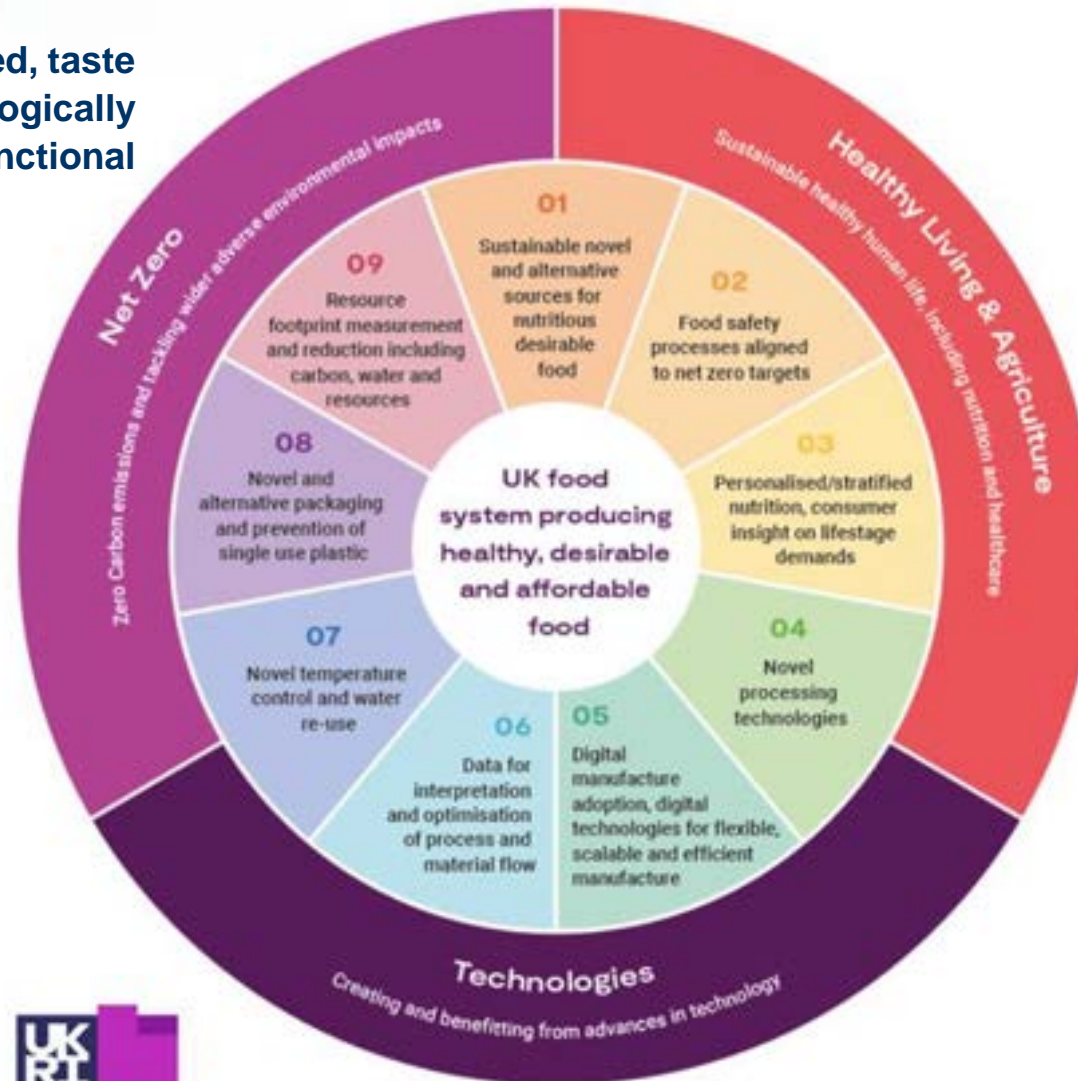 ed, taste
ogically
nctional
Net Zero
Zero Carbon emissions and tackling wider adverse environmental impacts
Healthy Living & Agriculture
Sustainable healthy human life, including nutrition and healthcare
01
Sustainable novel
and alternative
sources for
nutritious
desirable
food
02
Food safety
processes aligned
to net zero targets
03
Personalised/stratified
nutrition, consumer
insight on lifestage
demands
04
Novel
processing
technologies
05
Digital
manufacture
adoption, digital
technologies for flexible,
scalable and efficient
manufacture
06
Data for
interpretation
and optimisation
of process and
material flow
07
Novel temperature
control and water
re-use
08
Novel and
alternative packaging
and prevention of
single use plastic
09
Resource
footprint measurement
and reduction including
carbon, water and
resources
UK food
system producing
healthy, desirable
and affordable
food
Technologies
Creating and benefitting from advances in technology
UK
RI